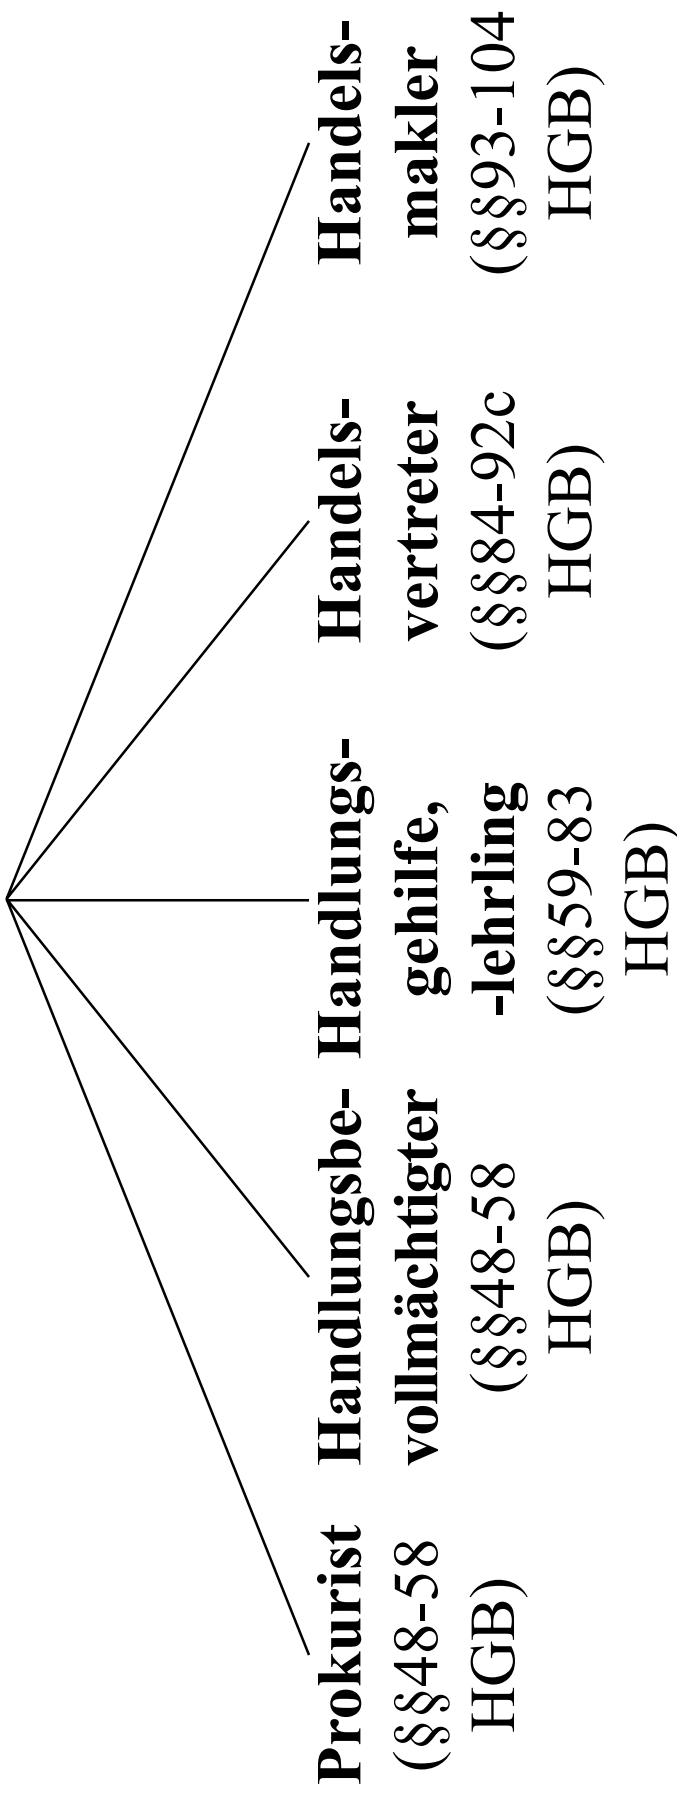 Prokurist
(§§48-58
HGB)
Handlungsbe-
vollmächtigter
(§§48-58
HGB)
Handlungs-
gehilfe,
-lehrling
(§§59-83
HGB)
Handels-
vertreter
(§§84-92c
HGB)
Handels-
makler
(§§93-104
HGB)